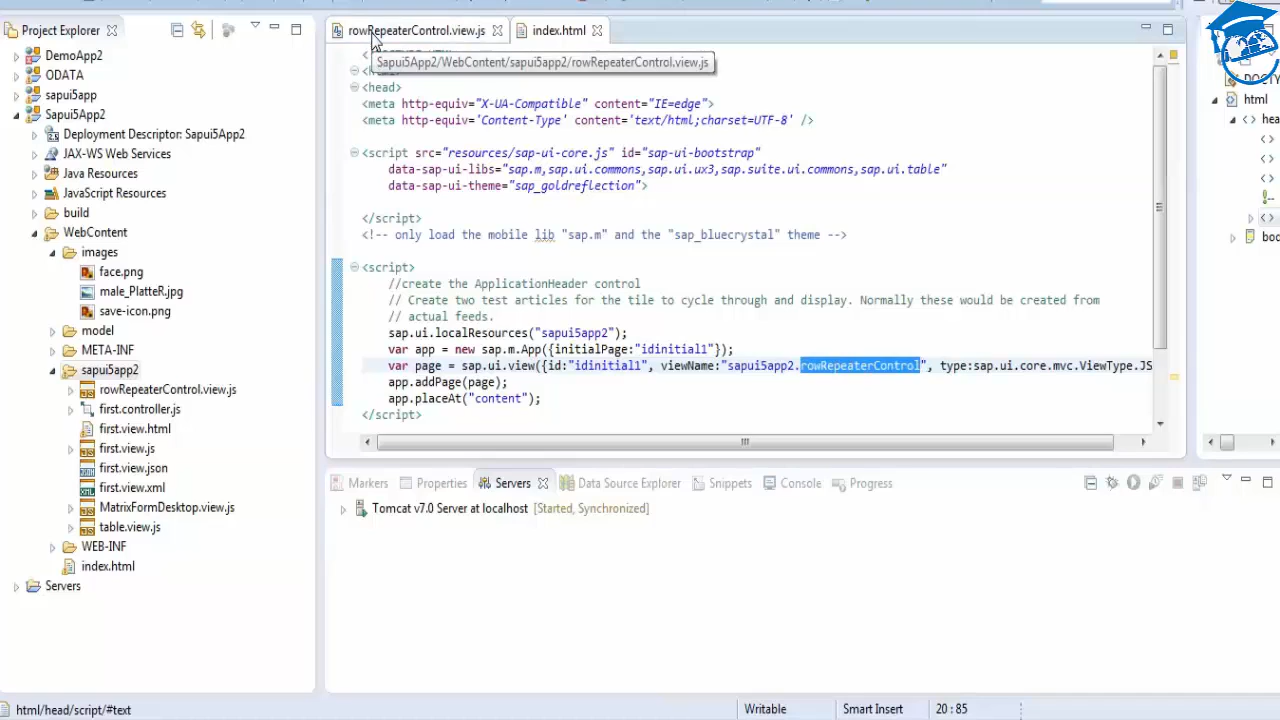 Project Explorer
rowRepeaterControl.view.js
index.html
DemoApp2
ODATA
sapui5app
Sapui5App2
Deployment Descriptor: Sapui5App2
JAX-WS Web Services
Java Resources
JavaScript Resources
build
WebContent
images
face.png
male_PlatteR.jpg
save-icon.png
model
META-INF
sapui5app2
rowRepeaterControl.view.js
first.controller.js
first.view.html
first.view.js
first.view.json
first.view.xml
MatrixFormDesktop.view.js
table.view.js
WEB-INF
index.html
Servers
Sapui5App2/WebContent/sapui5app2/rowRepeaterControl.view.js
<head>
<meta http-equiv="X-UA-Compatible" content="IE=edge">
<meta http-equiv='Content-Type' content='text/html;charset=UTF-8' />
<script src="resources/sap-ui-core.js" id="sap-ui-bootstrap"
data-sap-ui-libs="sap.m,sap.ui.commons,sap.ui.ux3,sap.suite.ui.commons,sap.ui.table"
data-sap-ui-theme="sap_goldreflection">
</script>
<!-- only load the mobile lib "sap.m" and the "sap_bluecrystal" theme -->
<script>
//create the ApplicationHeader control
// Create two test articles for the tile to cycle through and display. Normally these would be created from
// actual feeds.
sap.ui.localResources("sapui5app2");
var app = new sap.m.App({initialPage:"idinitial1"});
var page = sap.ui.view({id:"idinitial1", viewName:"sapui5app2.rowRepeaterControl", type:sap.ui.core.mvc.ViewType.JS
app.addPage(page);
app.placeAt("content");
</script>
html
Markers
Properties
Servers
Data Source Explorer
Snippets
Console
Progress
Tomcat v7.0 Server at localhost [Started, Synchronized]
html/head/script/#text
Writable
Smart Insert
20 : 85